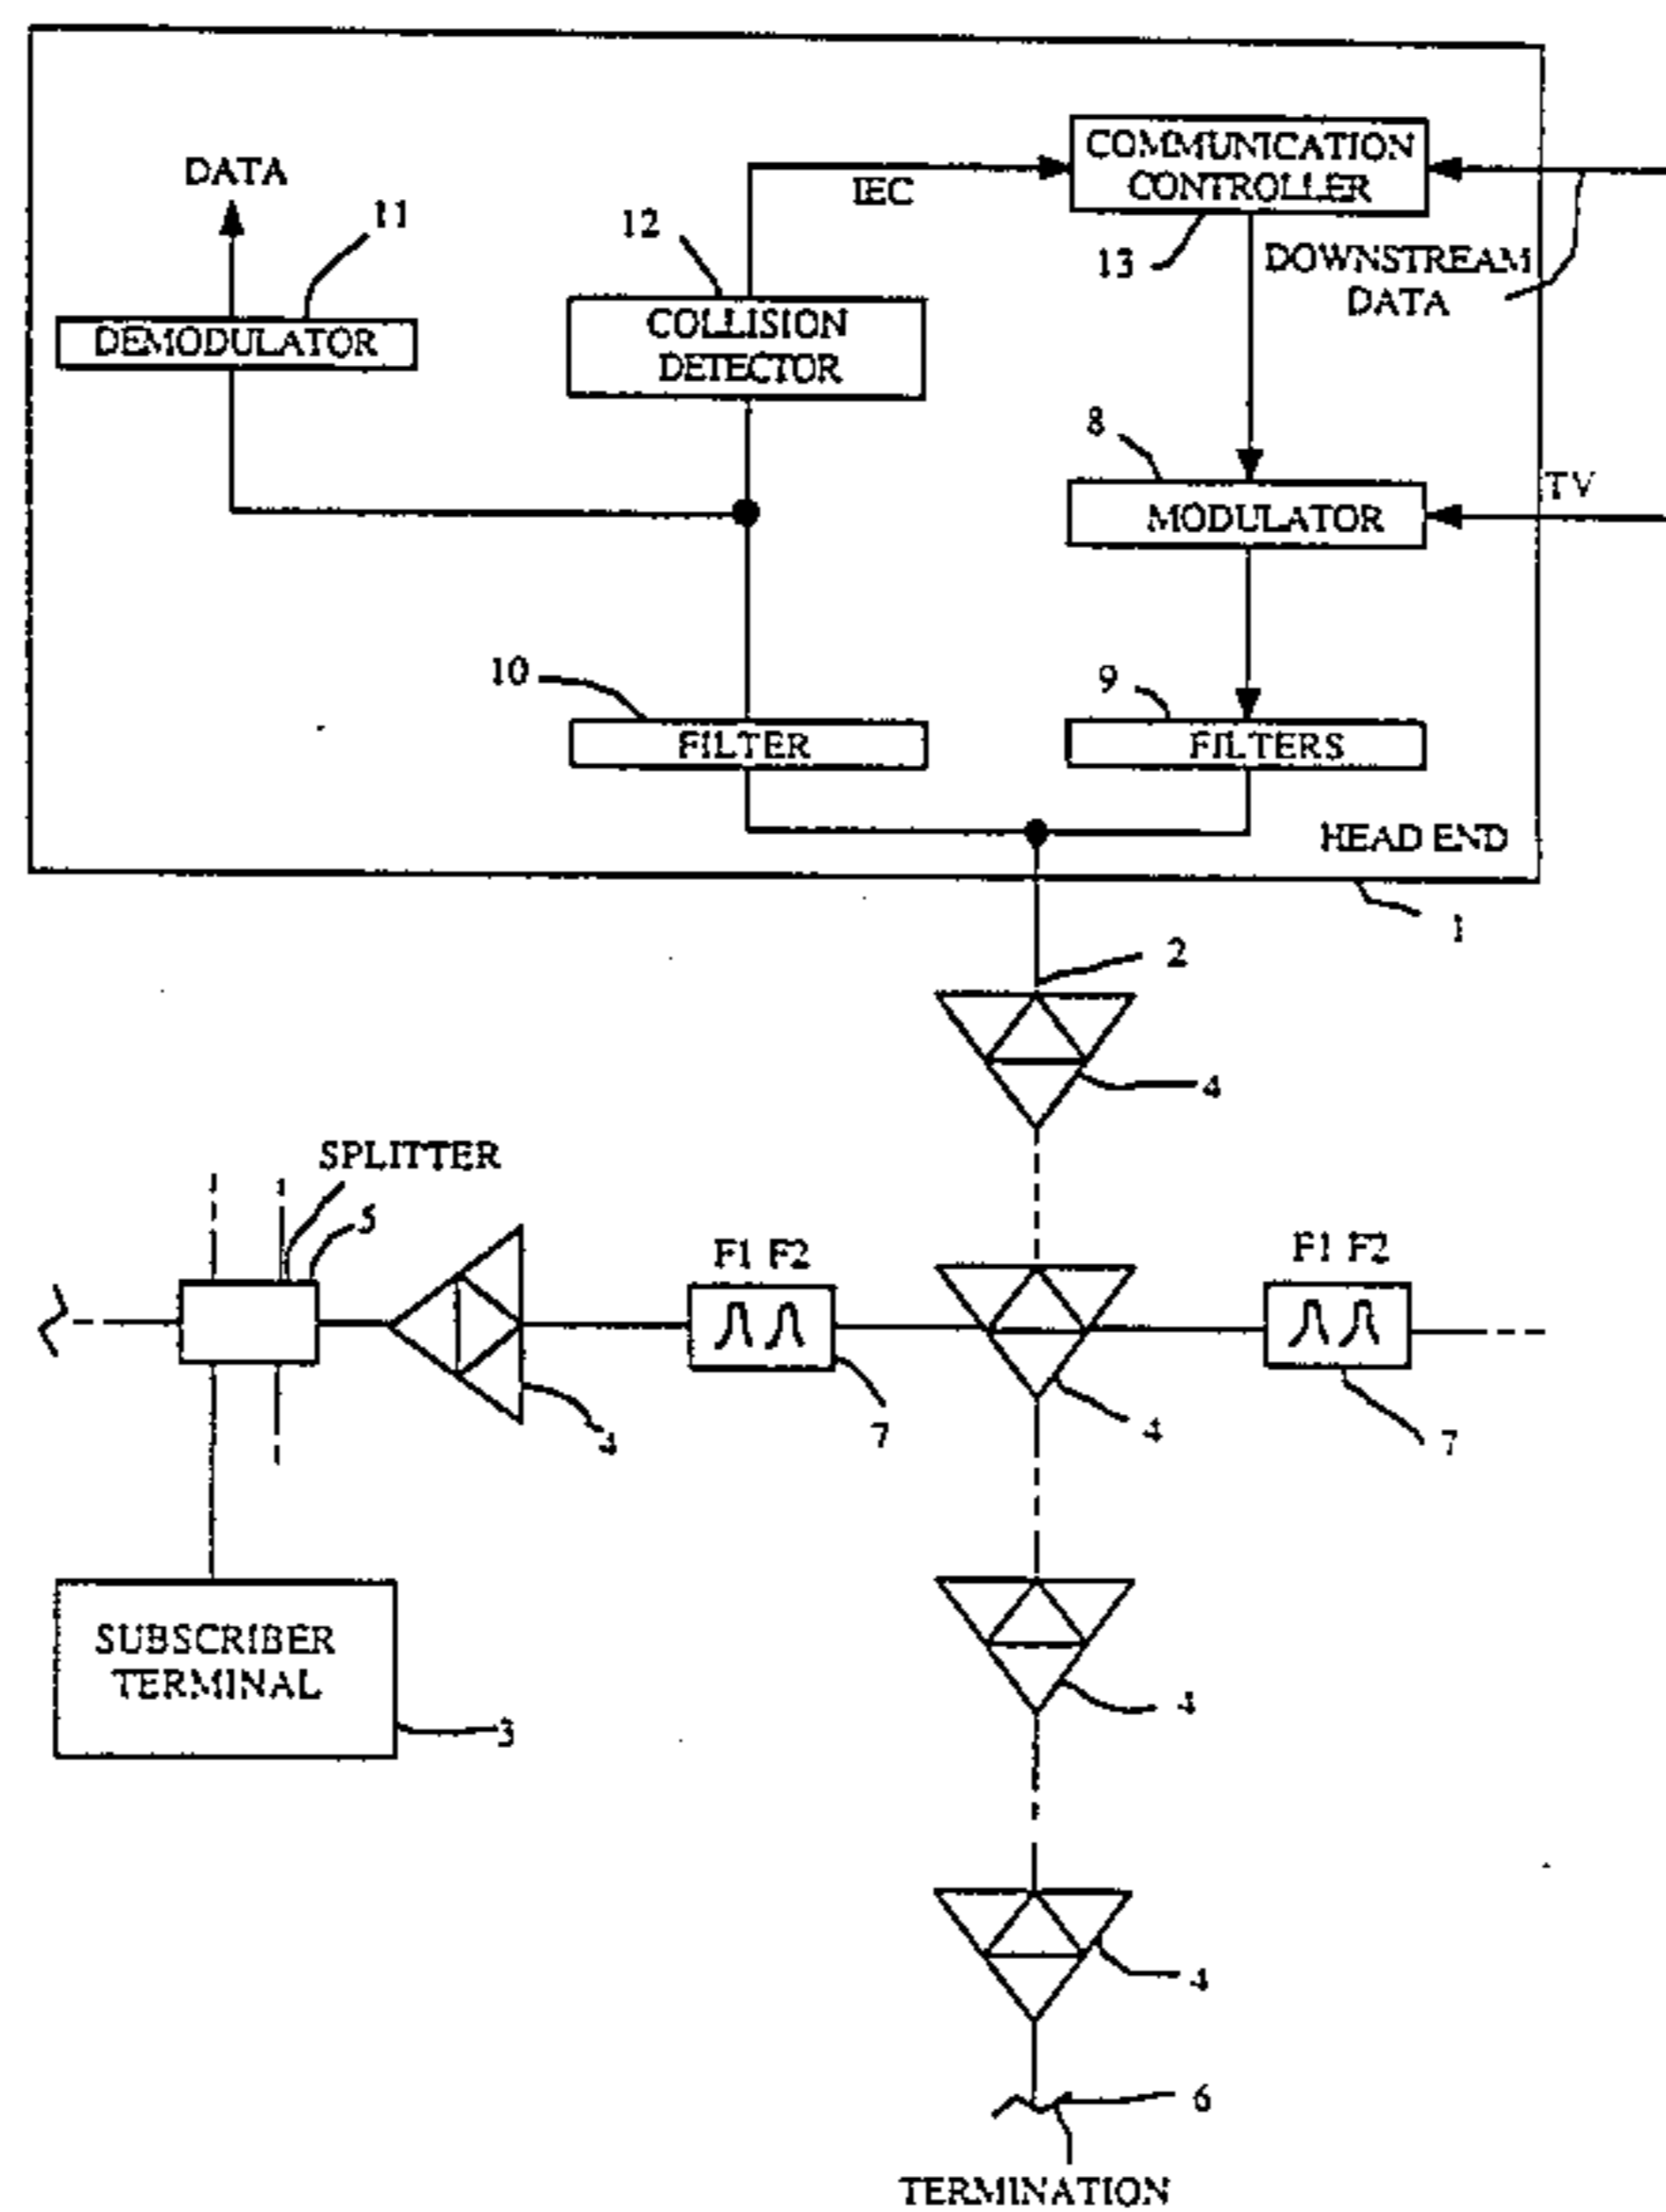 COMMUNICATION
CONTROLLER
DATA
IEC
11
12
13
DOWNSTREAM
DATA
DEMODULATOR
COLLISION
DETECTOR
8
TV
MODULATOR
10
9
FILTER
FILTERS
HEAD END
1
2
4
SPLITTER
5
F1 F2
F1 F2
4
7
4
7
SUBSCRIBER
TERMINAL
3
4
4
6
TERMINATION